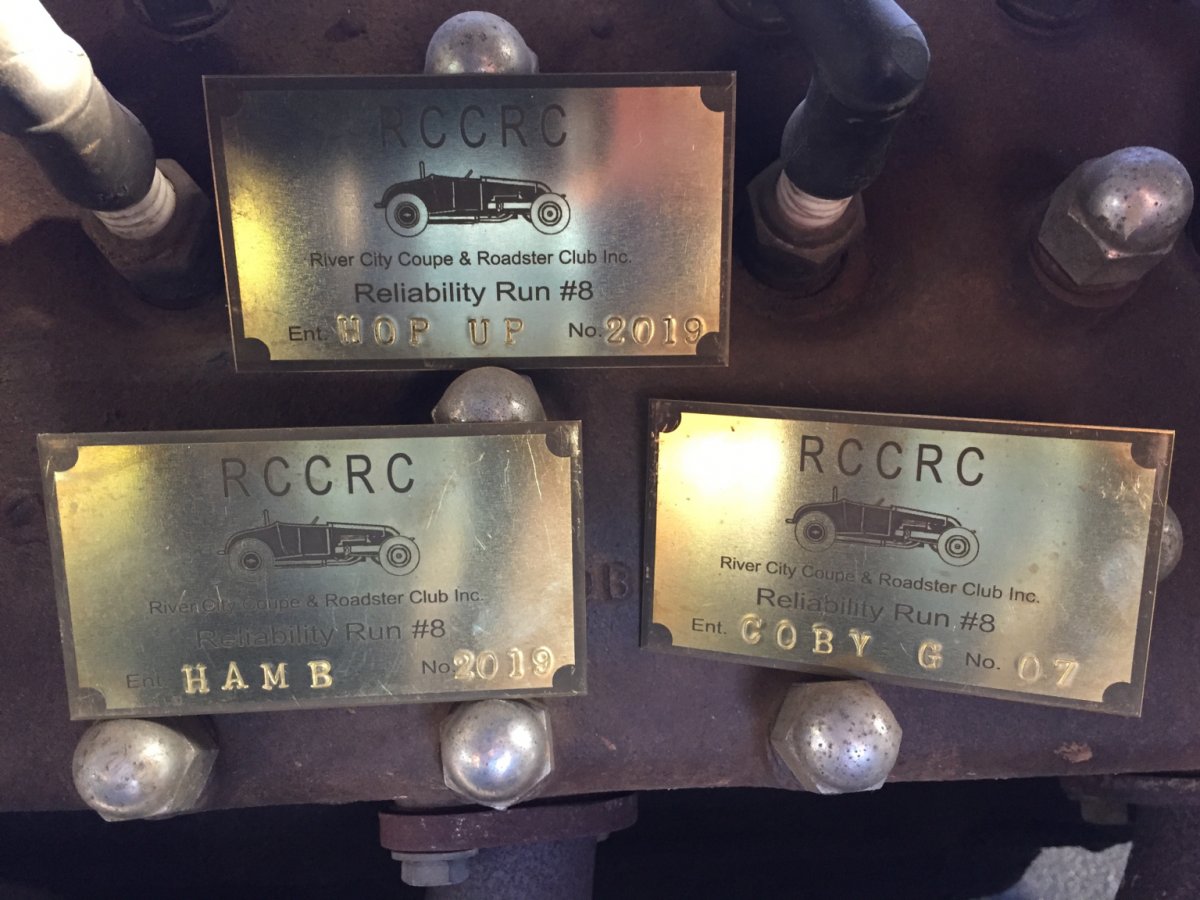 RCCRC
River City Coupe & Roadster Club Inc.
Reliability Run #8
Ent. HOP UP No. 2019
RCCRC
River City Coupe & Roadster Club Inc.
Reliability Run #8
Ent. HAMB No. 2019
RCCRC
River City Coupe & Roadster Club Inc.
Reliability Run #8
Ent. COBY G No. 07